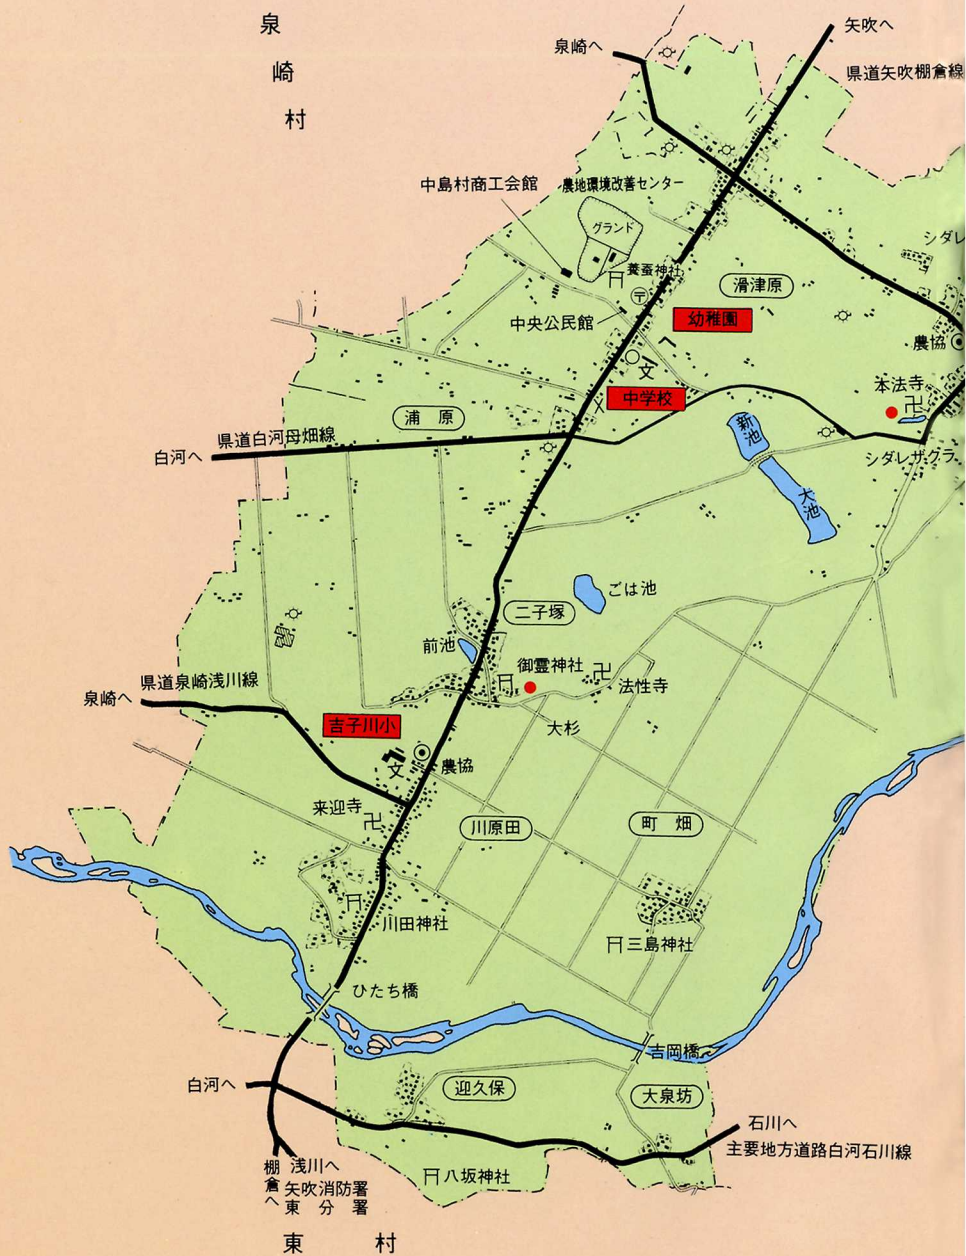 泉崎村
泉崎へ
矢吹へ
県道矢吹棚倉線
中島村商工会館
農地環境改善センター
グランド
養蚕神社
〒
滑津原
シダレ
幼稚園
中央公民館
農協
文
中学校
本法寺
浦原
県道白河母畑線
白河へ
新池
大池
シダレザクラ
ごは池
二子塚
前池
御霊神社
法性寺
県道泉崎浅川線
泉崎へ
吉子川小
大杉
文
農協
来迎寺
川原田
町畑
川田神社
三島神社
ひたち橋
吉岡橋
白河へ
迎久保
大泉坊
石川へ
主要地方道路白河石川線
棚倉へ
浅川へ
矢吹消防署
東分署
八坂神社
東村